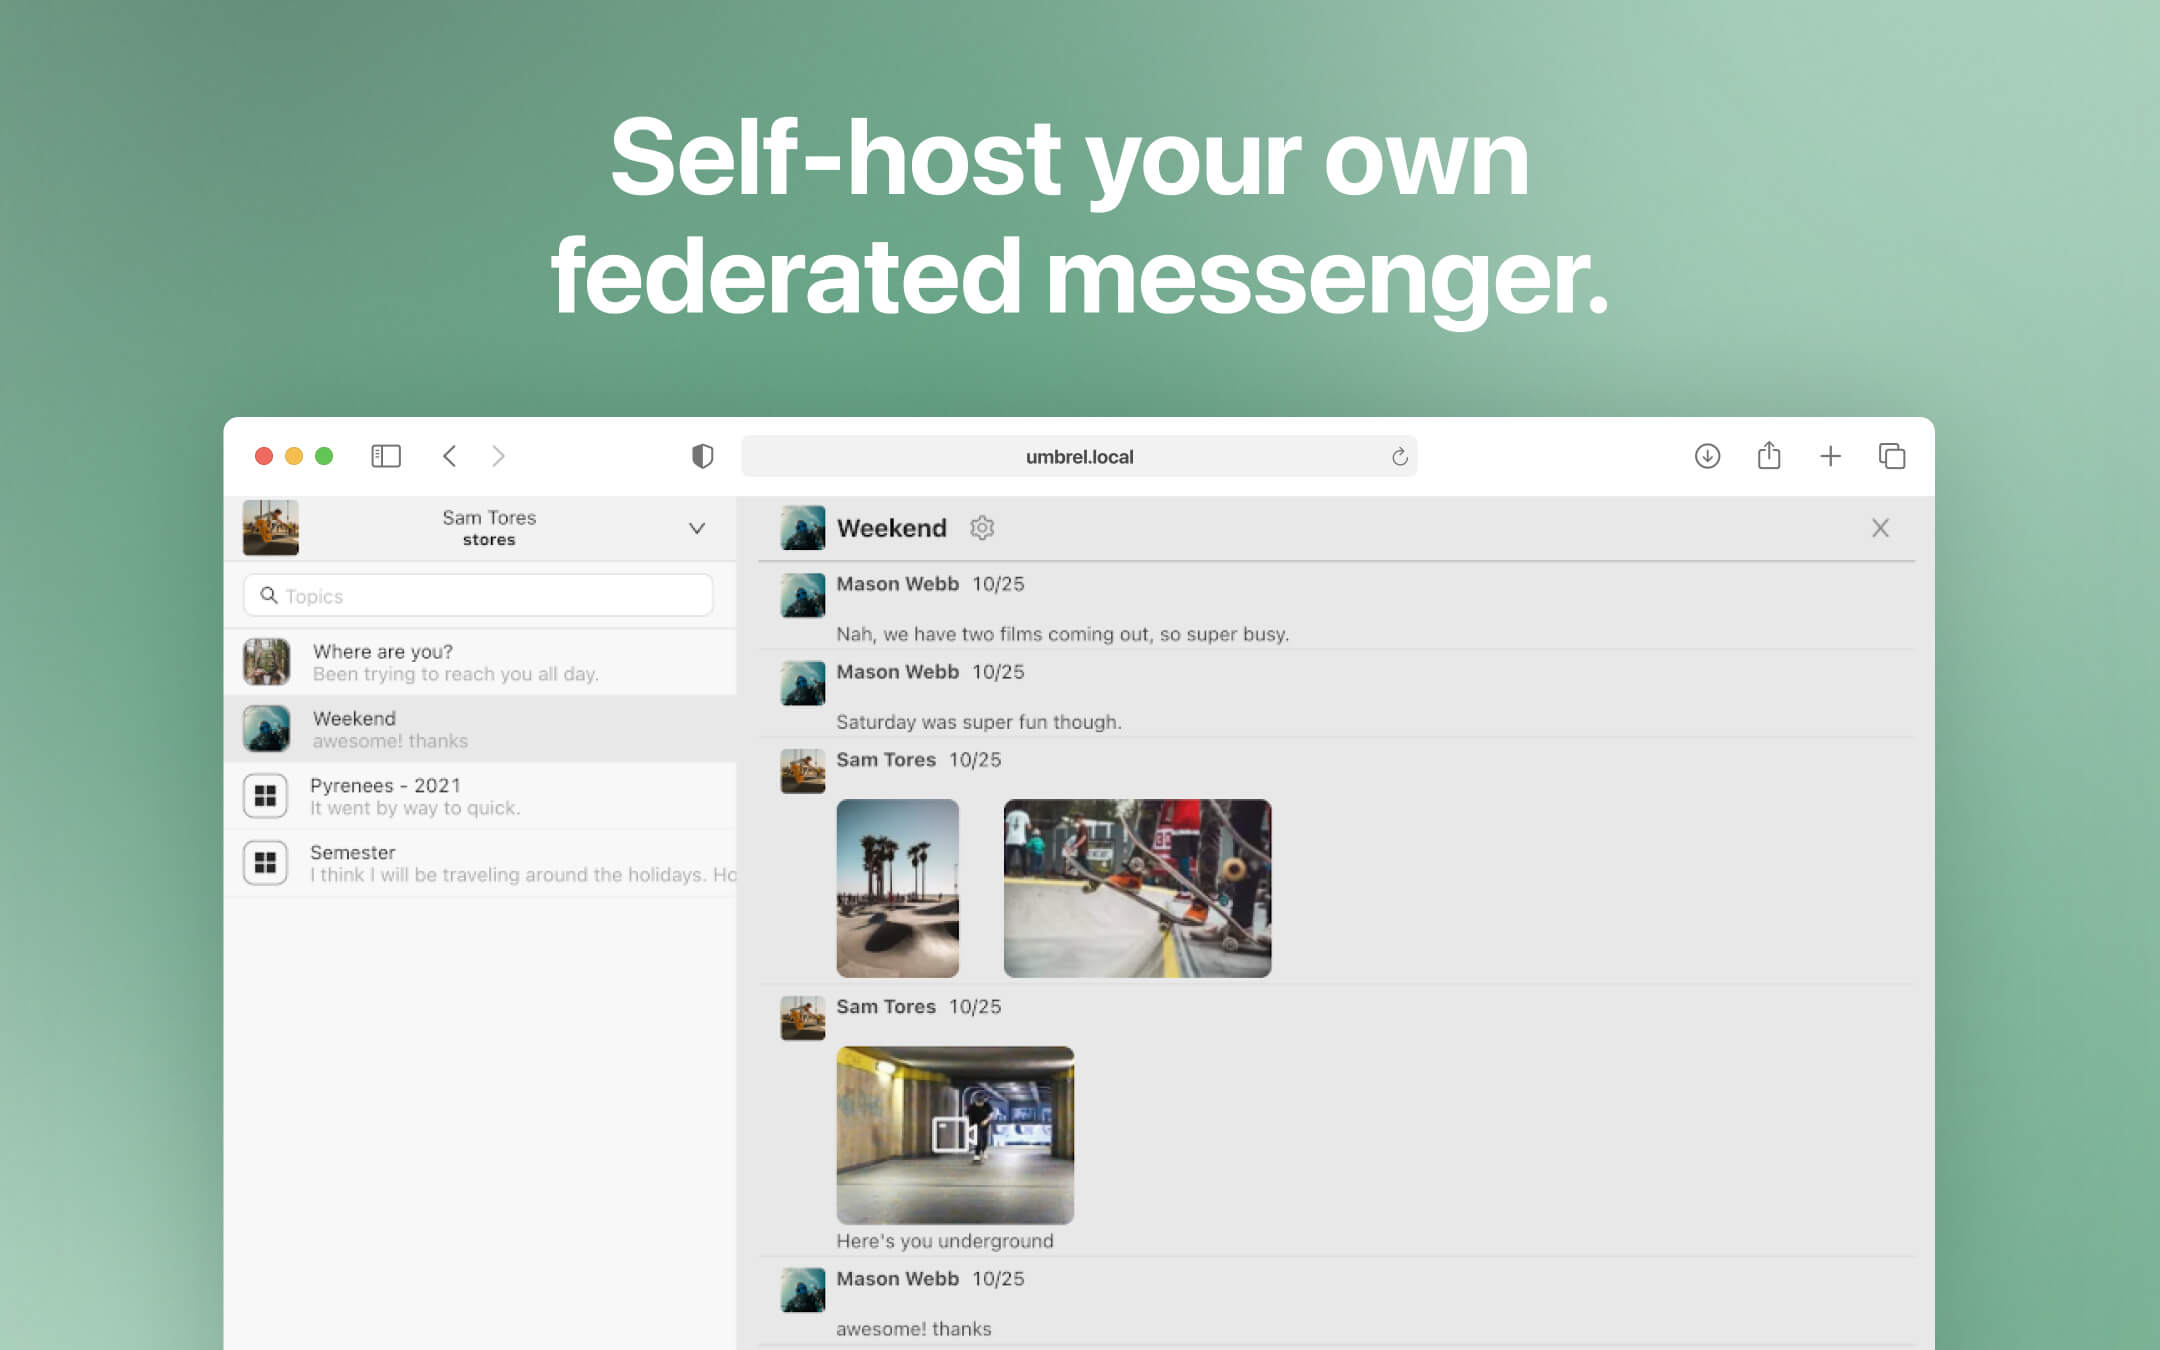 Self-host your own
federated messenger.
umbrel.local
Sam Tores
stores
Topics
Where are you?
Been trying to reach you all day.
Weekend
awesome! thanks
Pyrenees - 2021
It went by way to quick.
Semester
I think I will be traveling around the holidays. Ho
Weekend
Mason Webb 10/25
Nah, we have two films coming out, so super busy.
Mason Webb 10/25
Saturday was super fun though.
Sam Tores 10/25
Sam Tores 10/25
Here's you underground
Mason Webb 10/25
awesome! thanks